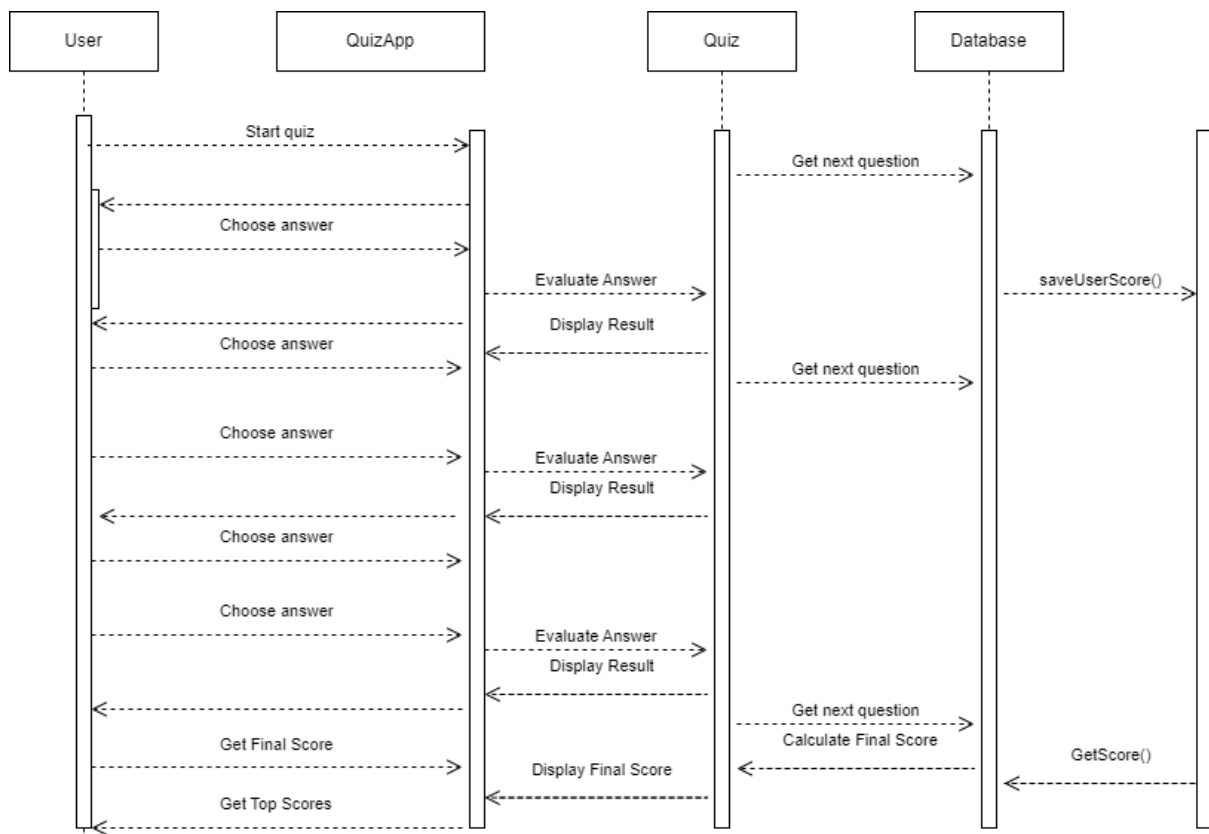 User
QuizApp
Quiz
Database
Start quiz
Get next question
Choose answer
Evaluate Answer
saveUserScore()
Display Result
Choose answer
Get next question
Choose answer
Evaluate Answer
Display Result
Choose answer
Choose answer
Evaluate Answer
Display Result
Get next question
Get Final Score
Calculate Final Score
GetScore()
Display Final Score
Get Top Scores